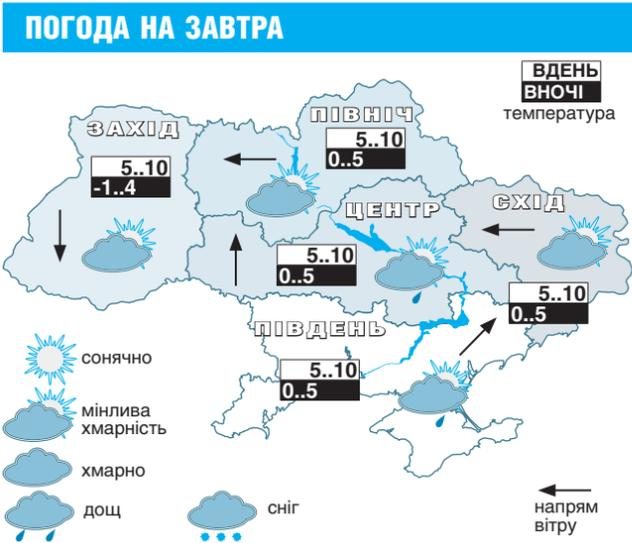 ПОГОДА НА ЗАВТРА
ВДЕНЬ
ВНОЧІ
температура
ЗАХІД
5..10
-1..4
ПІВНІЧ
5..10
0..5
ЦЕНТР
5..10
0..5
СХІД
5..10
0..5
ПІВДЕНЬ
5..10
0..5
сонячно
мінлива
хмарність
хмарно
дощ
сніг
напрям
вітру